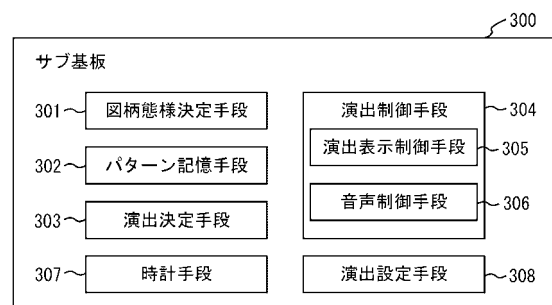 300
サブ基板
301
図柄態様決定手段
302
パターン記憶手段
303
演出決定手段
307
時計手段
演出制御手段
304
演出表示制御手段
305
音声制御手段
306
演出設定手段
308